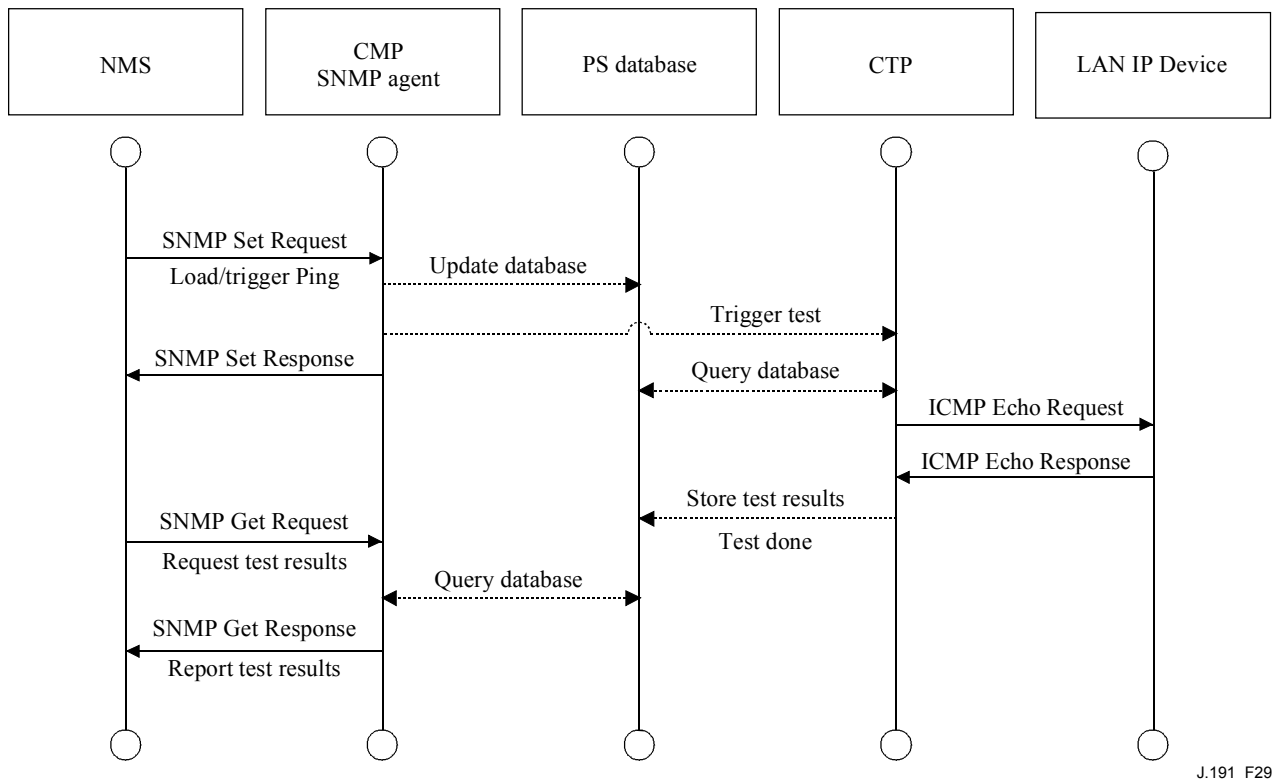 NMS
CMP
SNMP agent
PS database
CTP
LAN IP Device
SNMP Set Request
Load/trigger Ping
Update database
Trigger test
SNMP Set Response
Query database
ICMP Echo Request
ICMP Echo Response
Store test results
SNMP Get Request
Test done
Request test results
Query database
SNMP Get Response
Report test results
J.191_F29